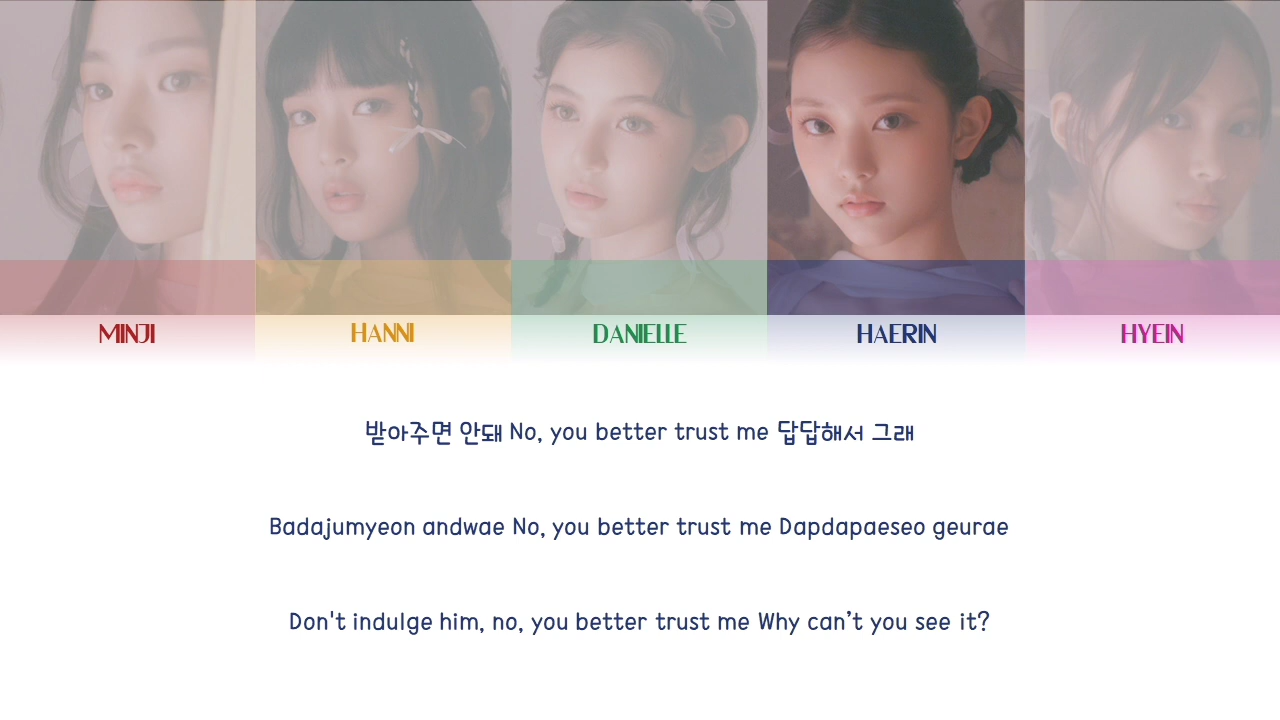 MINJI HANNI DANIELLE HAERIN HYEIN
받아주면 안돼 No, you better trust me 답답해서 그래
Badajumyeon andwae No, you better trust me Dapdapaeseo geurae
Don't indulge him, no, you better trust me Why can’t you see it?